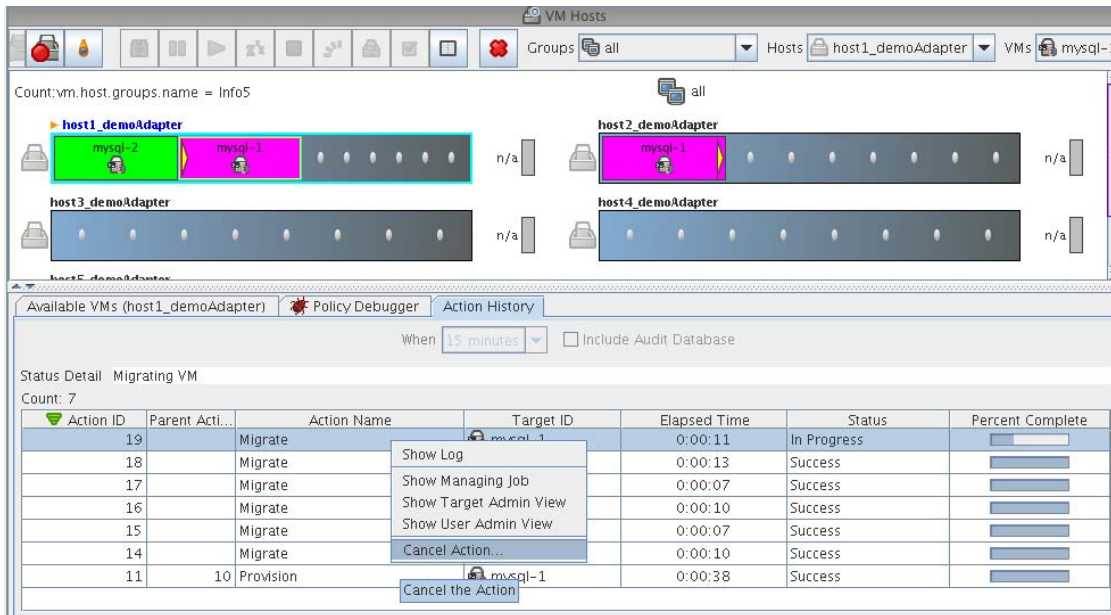 VM Hosts
Groups all Hosts host1_demoAdapter VMs mysql-
Count:vm.host.groups.name = Info5 all
host1_demoAdapter host2_demoAdapter
mysql-2 mysql-1 n/a mysql-1 n/a
host3_demoAdapter host4_demoAdapter
n/a n/a
host5_demoAdapter
Available VMs (host1_demoAdapter) Policy Debugger Action History
When 15 minutes Include Audit Database
Status Detail Migrating VM
Count: 7
Action ID Parent Acti... Action Name Target ID Elapsed Time Status Percent Complete
19 Migrate mysql-1 0:00:11 In Progress
Show Log
18 Migrate 0:00:13 Success
17 Migrate Show Managing Job 0:00:07 Success
16 Migrate Show Target Admin View 0:00:10 Success
15 Migrate Show User Admin View 0:00:07 Success
14 Migrate Cancel Action... 0:00:10 Success
11 10 Provision mysql-1 0:00:38 Success
Cancel the Action